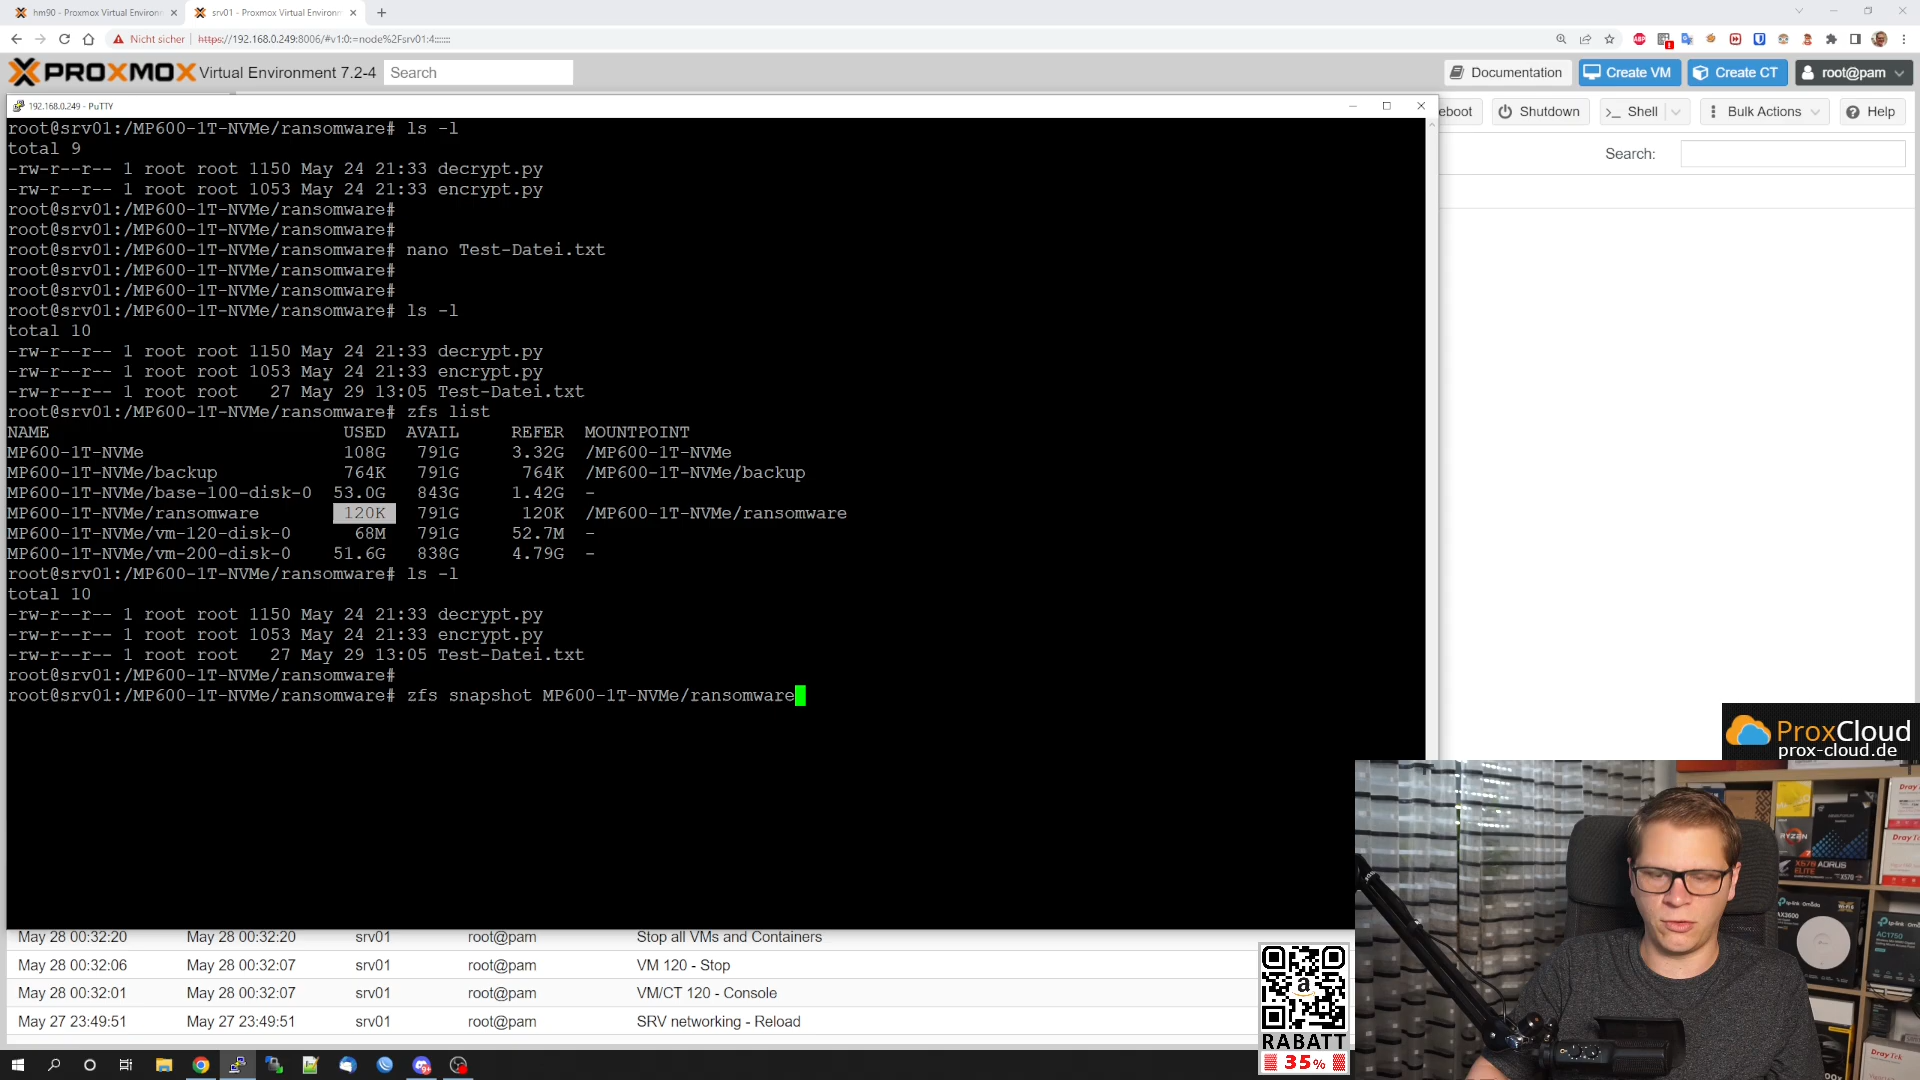 hm90 - Proxmox Virtual Environ
srv01 - Proxmox Virtual Environm
Nicht sicher
https://192.168.0.249:8006/#v1:0:=node%2Fsrv01:4:::::::
PROXMOX Virtual Environment 7.2-4
Search
Documentation
Create VM
Create CT
root@pam
192.168.0.249 - PuTTY
eboot
Shutdown
>_ Shell
Bulk Actions
Help
Search:
root@srv01:/MP600-1T-NVMe/ransomware# ls -l
total 9
-rw-r--r-- 1 root root 1150 May 24 21:33 decrypt.py
-rw-r--r-- 1 root root 1053 May 24 21:33 encrypt.py
root@srv01:/MP600-1T-NVMe/ransomware#
root@srv01:/MP600-1T-NVMe/ransomware#
root@srv01:/MP600-1T-NVMe/ransomware# nano Test-Datei.txt
root@srv01:/MP600-1T-NVMe/ransomware#
root@srv01:/MP600-1T-NVMe/ransomware#
root@srv01:/MP600-1T-NVMe/ransomware# ls -l
total 10
-rw-r--r-- 1 root root 1150 May 24 21:33 decrypt.py
-rw-r--r-- 1 root root 1053 May 24 21:33 encrypt.py
-rw-r--r-- 1 root root   27 May 29 13:05 Test-Datei.txt
root@srv01:/MP600-1T-NVMe/ransomware# zfs list
NAME USED AVAIL REFER MOUNTPOINT
MP600-1T-NVMe 108G 791G 3.32G /MP600-1T-NVMe
MP600-1T-NVMe/backup 764K 791G 764K /MP600-1T-NVMe/backup
MP600-1T-NVMe/base-100-disk-0 53.0G 843G 1.42G -
MP600-1T-NVMe/ransomware 120K 791G 120K /MP600-1T-NVMe/ransomware
MP600-1T-NVMe/vm-120-disk-0 68M 791G 52.7M -
MP600-1T-NVMe/vm-200-disk-0 51.6G 838G 4.79G -
root@srv01:/MP600-1T-NVMe/ransomware# ls -l
total 10
-rw-r--r-- 1 root root 1150 May 24 21:33 decrypt.py
-rw-r--r-- 1 root root 1053 May 24 21:33 encrypt.py
-rw-r--r-- 1 root root   27 May 29 13:05 Test-Datei.txt
root@srv01:/MP600-1T-NVMe/ransomware#
root@srv01:/MP600-1T-NVMe/ransomware# zfs snapshot MP600-1T-NVMe/ransomware
ProxCloud
prox-cloud.de
May 28 00:32:20 May 28 00:32:20 srv01 root@pam Stop all VMs and Containers
May 28 00:32:06 May 28 00:32:07 srv01 root@pam VM 120 - Stop
May 28 00:32:01 May 28 00:32:07 srv01 root@pam VM/CT 120 - Console
May 27 23:49:51 May 27 23:49:51 srv01 root@pam SRV networking - Reload
a
RABATT
35%
RYZEN
X570 AORUS
ELITE
X570
tp-link
AX3600
tp-link
AC1750
DrayTek